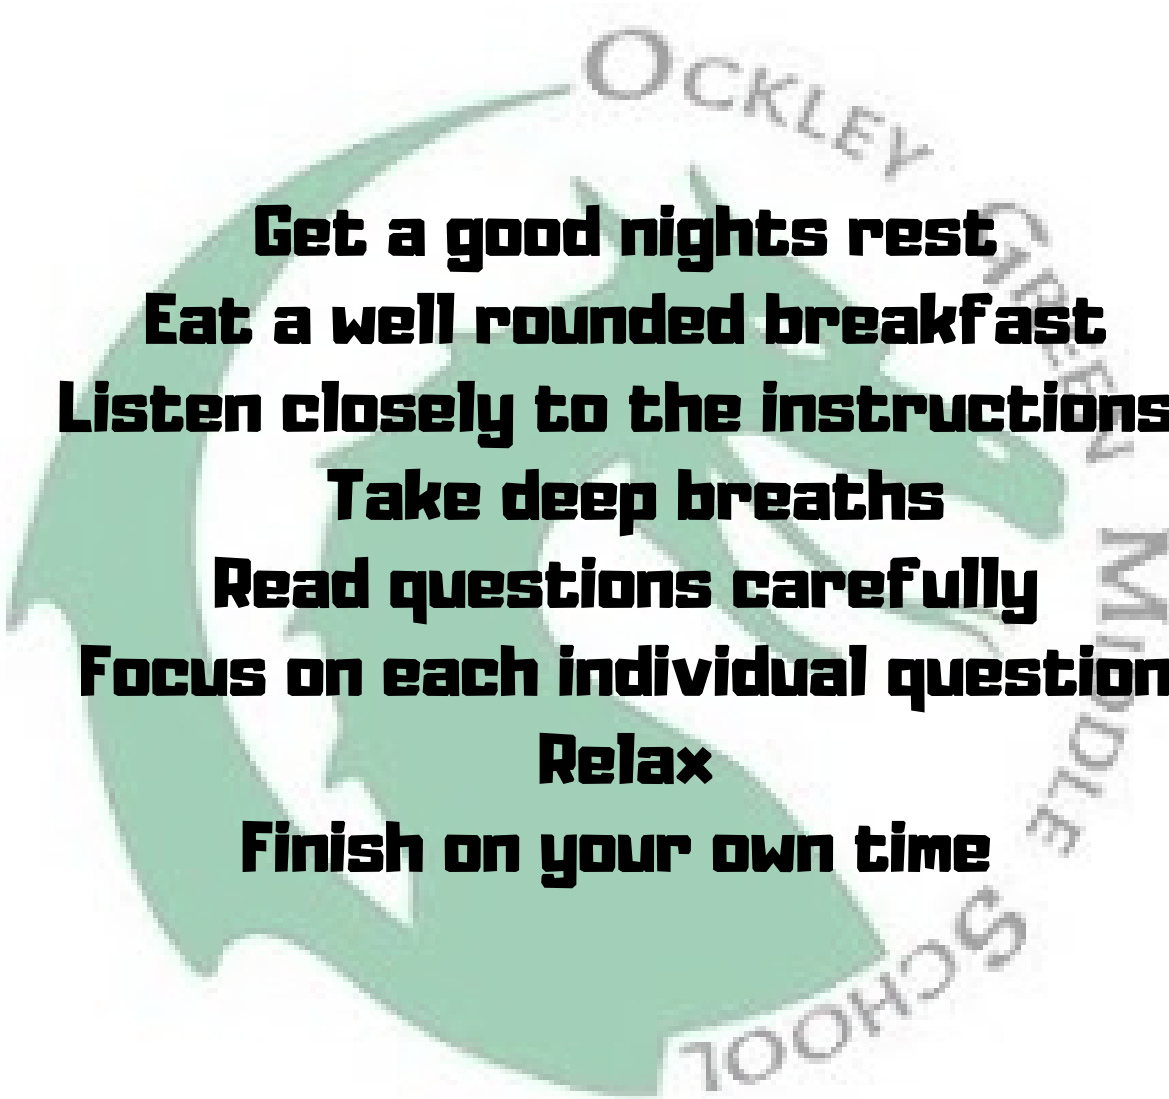 Ockley Green Middle School
Get a good nights rest
Eat a well rounded breakfast
Listen closely to the instructions
Take deep breaths
Read questions carefully
Focus on each individual question
Relax
Finish on your own time